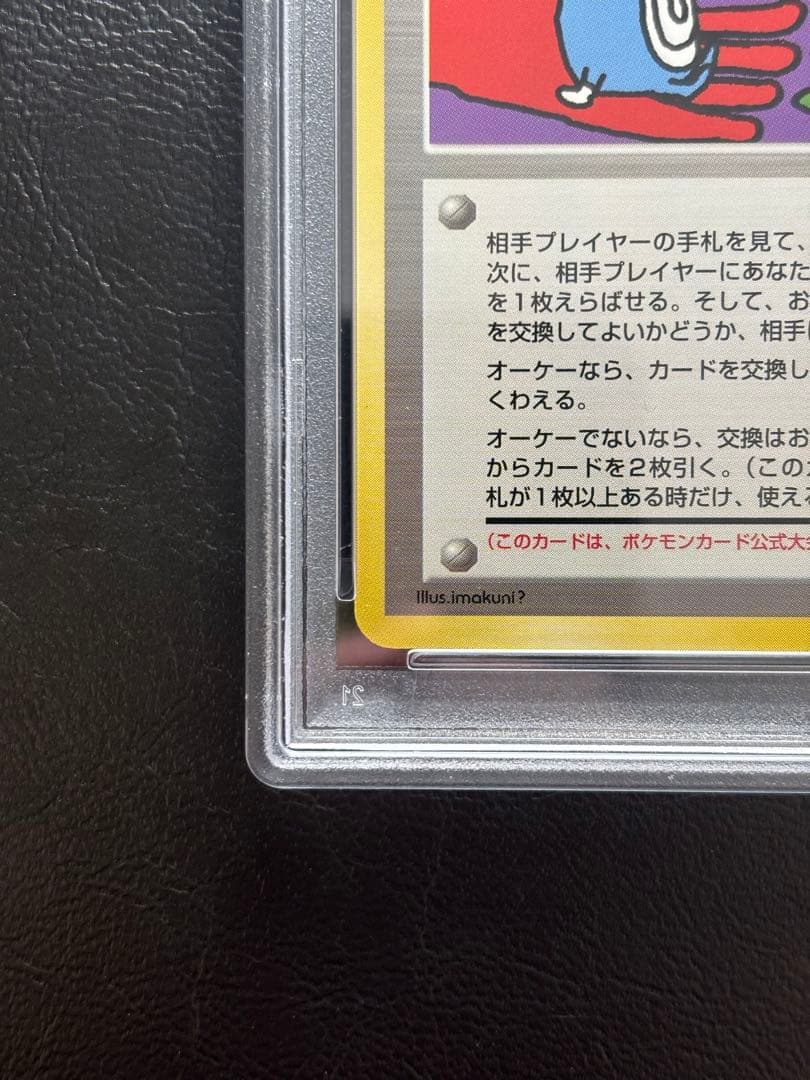 相手プレイヤーの手札を見て、
次に、相手プレイヤーにあなた
を1枚えらばせる。そして、お
を交換してよいかどうか、相手
オーケーなら、カードを交換し
くわえる。
オーケーでないなら、交換はお
からカードを2枚引く。(この
札が1枚以上ある時だけ、使え
(このカードは、ポケモンカード公式大
illus.imakuni?
21